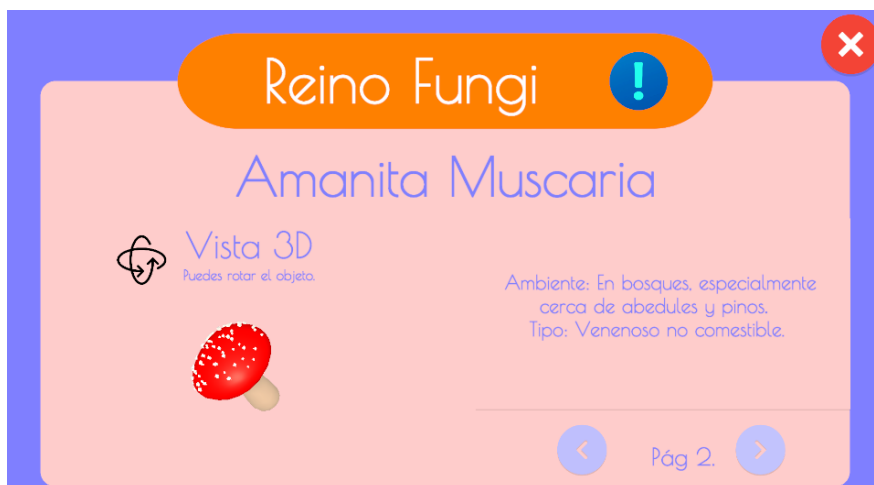 Reino Fungi !
Amanita Muscaria
Vista 3D
Puedes rotar el objeto.
Ambiente: En bosques, especialmente
cerca de abedules y pinos.
Tipo: Venenoso no comestible.
Pág 2.